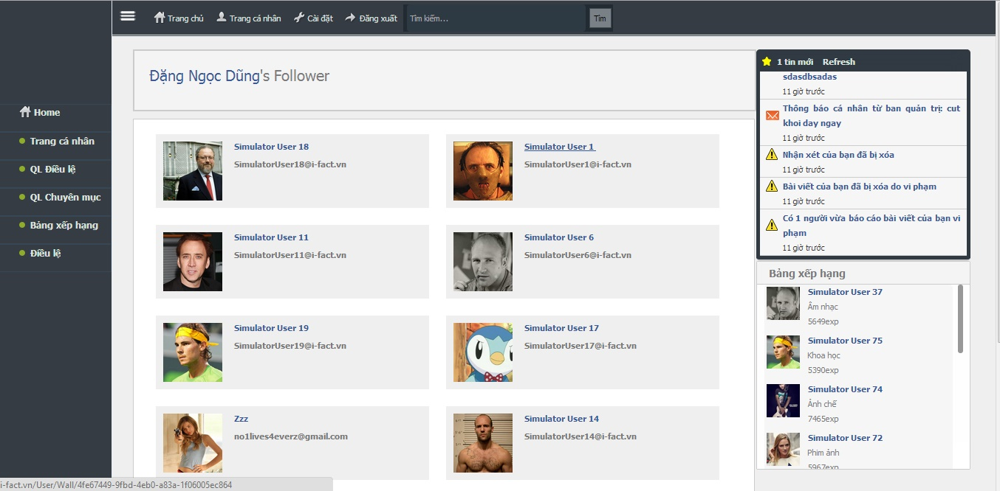 Trang chủ Trang cá nhân Cài đặt Đăng xuất Tìm kiếm... Tìm
Home
Trang cá nhân
QL Điều lệ
QL Chuyên mục
Bảng xếp hạng
Điều lệ
Đặng Ngọc Dũng's Follower
Simulator User 18
SimulatorUser18@i-fact.vn
Simulator User 1
SimulatorUser1@i-fact.vn
Simulator User 11
SimulatorUser11@i-fact.vn
Simulator User 6
SimulatorUser6@i-fact.vn
Simulator User 19
SimulatorUser19@i-fact.vn
Simulator User 17
SimulatorUser17@i-fact.vn
Zzz
no1lives4everz@gmail.com
Simulator User 14
SimulatorUser14@i-fact.vn
1 tin mới Refresh
sdasdbsadas
11 giờ trước
Thông báo cá nhân từ ban quản trị: cut
khoi day ngay
11 giờ trước
Nhận xét của bạn đã bị xóa
11 giờ trước
Bài viết của bạn đã bị xóa do vi phạm
11 giờ trước
Có 1 người vừa báo cáo bài viết của bạn vi
phạm
11 giờ trước
Bảng xếp hạng
Simulator User 37
Âm nhạc
5649exp
Simulator User 75
Khoa học
5390exp
Simulator User 74
Ảnh chế
7465exp
Simulator User 72
Phim ảnh
5967exp
i-fact.vn/User/Wall/4fe67449-9fbd-4eb0-a83a-1f06005ec864